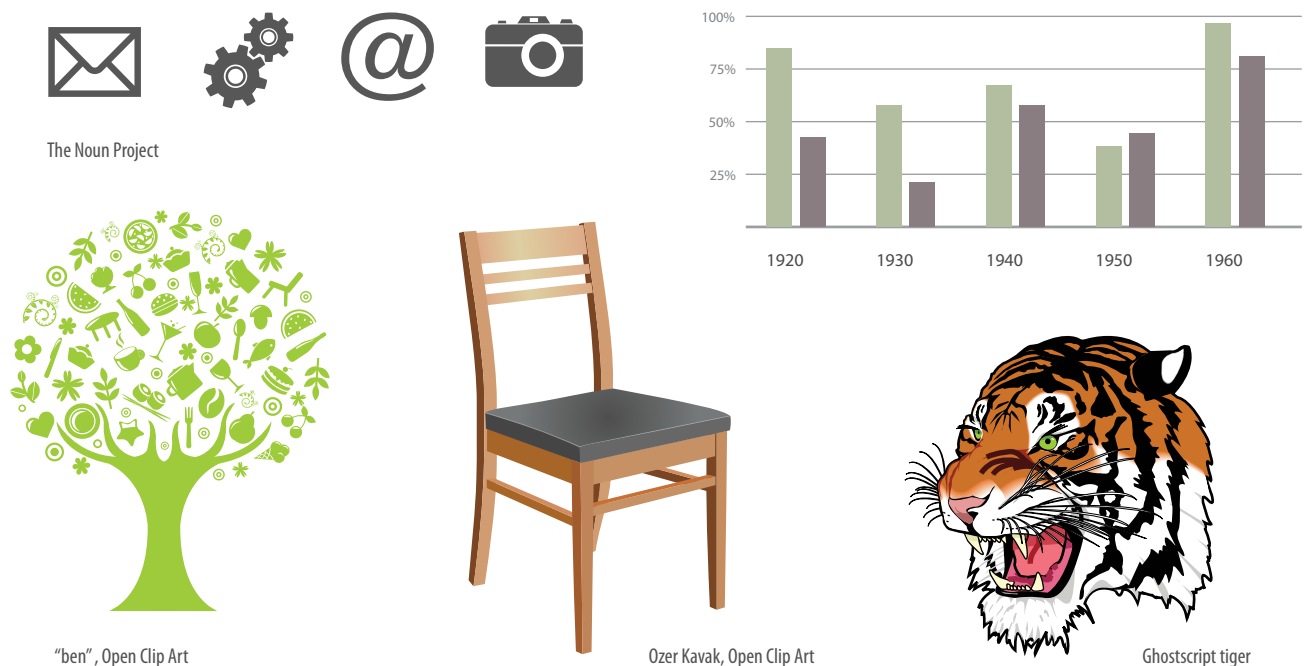 @
The Noun Project
100%
75%
50%
25%
1920 1930 1940 1950 1960
“ben” , Open Clip Art
Ozer Kavak, Open Clip Art
Ghostscript tiger